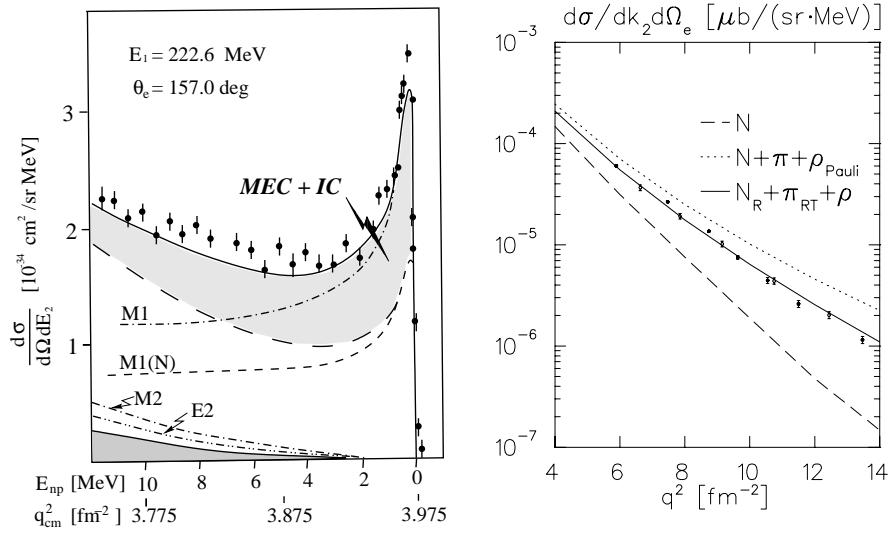 E₁ = 222.6 MeV
θₑ = 157.0 deg
3
MEC + IC
2
dσ/dΩdE₂ [10⁻³⁴ cm²/sr MeV]
M1
1
M1(N)
M2
E2
Eₙₚ [MeV] 10 8 6 4 2 0
q²cm [fm⁻²] 3.775 3.875 3.975
dσ/dk₂dΩₑ [μb/(sr·MeV)]
10⁻³
10⁻⁴
N
N+π+ρPauli
N_R+π_RT+ρ
10⁻⁵
10⁻⁶
10⁻⁷
4 6 8 10 12 14
q² [fm⁻²]